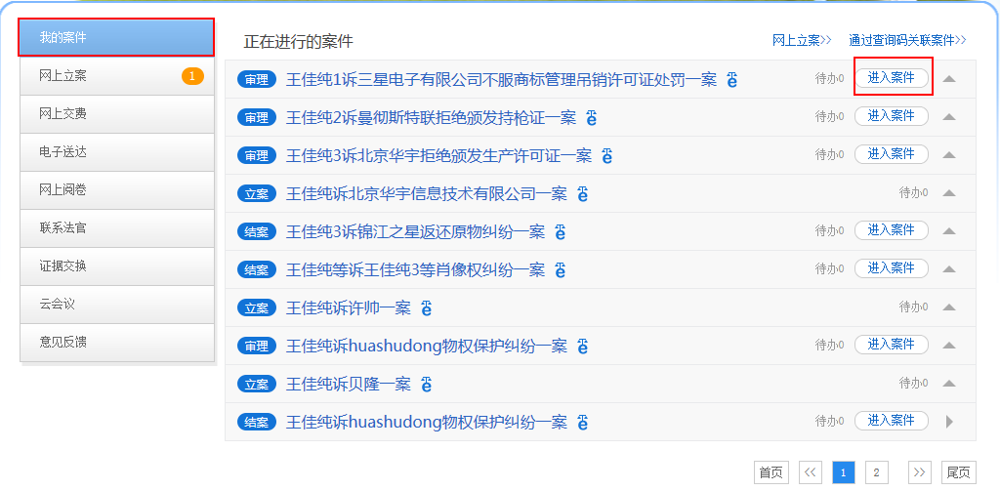 我的案件
网上立案 1
网上交费
电子送达
网上阅卷
联系法官
证据交换
云会议
意见反馈
正在进行的案件 网上立案>> 通过查询码关联案件>>
审理 王佳纯1诉三星电子有限公司不服商标管理吊销许可证处罚一案 待办0 进入案件
审理 王佳纯2诉曼彻斯特联拒绝颁发持枪证一案 待办0 进入案件
审理 王佳纯3诉北京华宇拒绝颁发生产许可证一案 待办0 进入案件
立案 王佳纯诉北京华宇信息技术有限公司一案 待办0
结案 王佳纯3诉锦江之星返还原物纠纷一案 待办0 进入案件
结案 王佳纯等诉王佳纯3等肖像权纠纷一案 待办0 进入案件
立案 王佳纯诉许帅一案 待办0
审理 王佳纯诉huashudong物权保护纠纷一案 待办0 进入案件
立案 王佳纯诉贝隆一案 待办0
结案 王佳纯诉huashudong物权保护纠纷一案 待办0 进入案件
首页 << 1 2 >> 尾页